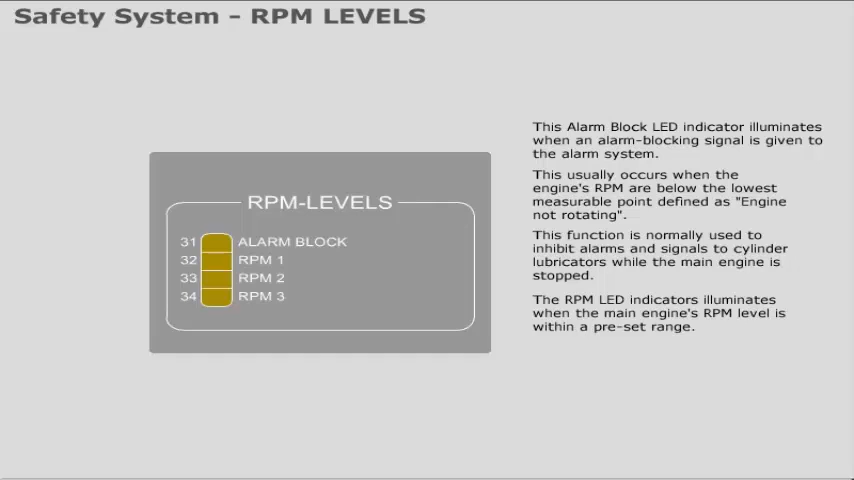 Safety System - RPM LEVELS
This Alarm Block LED indicator illuminates
when an alarm-blocking signal is given to
the alarm system.
This usually occurs when the
engine's RPM are below the lowest
measurable point defined as "Engine
not rotating".
This function is normally used to
inhibit alarms and signals to cylinder
lubricators while the main engine is
stopped.
The RPM LED indicators illuminates
when the main engine's RPM level is
within a pre-set range.
RPM-LEVELS
31 ALARM BLOCK
32 RPM 1
33 RPM 2
34 RPM 3